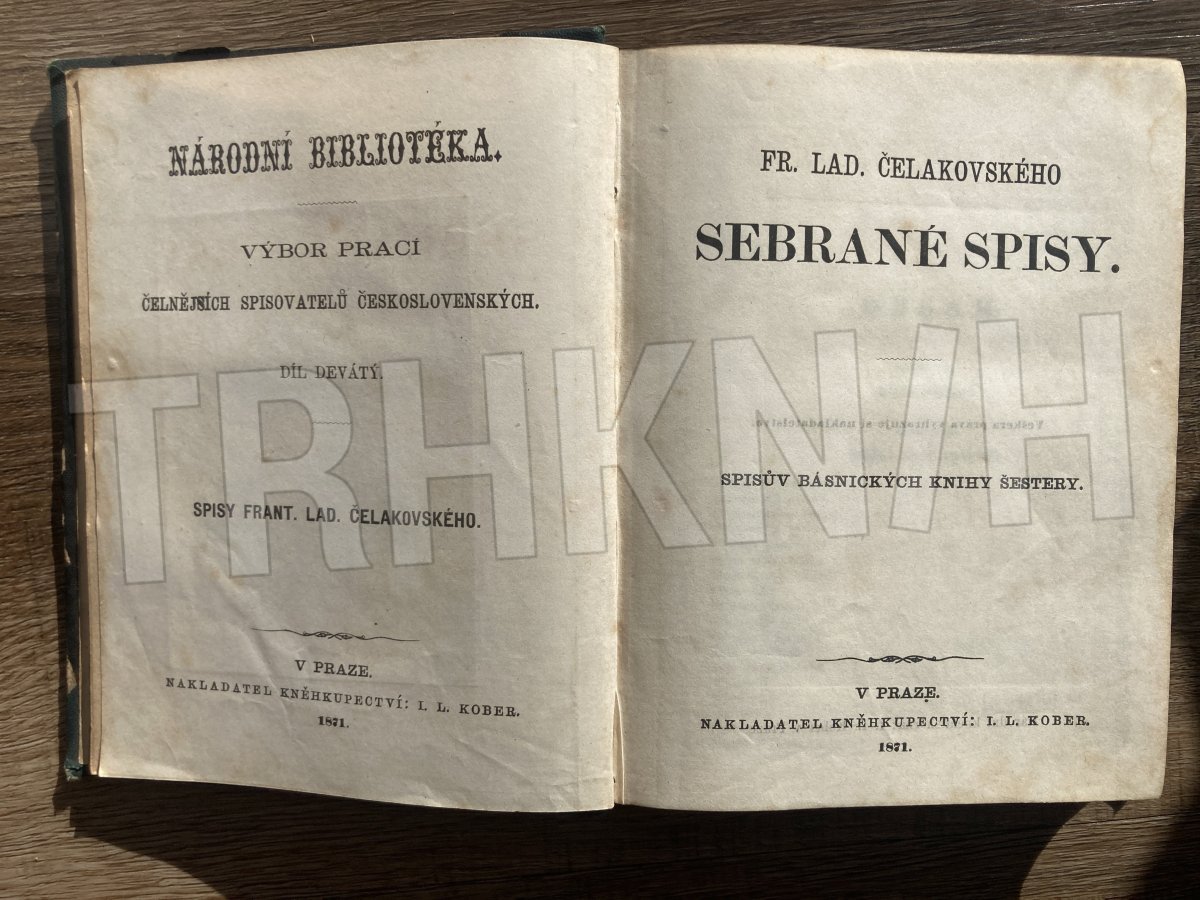 NÁRODNÍ BIBLIOTÉKA.
VÝBOR PRACÍ
ČELNĚJŠÍCH SPISOVATELŮ ČESKOSLOVENSKÝCH.
DÍL DEVÁTÝ.
SPISY FRANT. LAD. ČELAKOVSKÉHO.
V PRAZE.
NAKLADATEL KNĚHKUPECTVÍ: I. L. KOBER.
1871.
FR. LAD. ČELAKOVSKÉHO
SEBRANÉ SPISY.
SPISŮV BÁSNICKÝCH KNIHY ŠESTERY.
V PRAZE.
NAKLADATEL KNĚHKUPECTVÍ: I. L. KOBER.
1871.
TRHKNIH